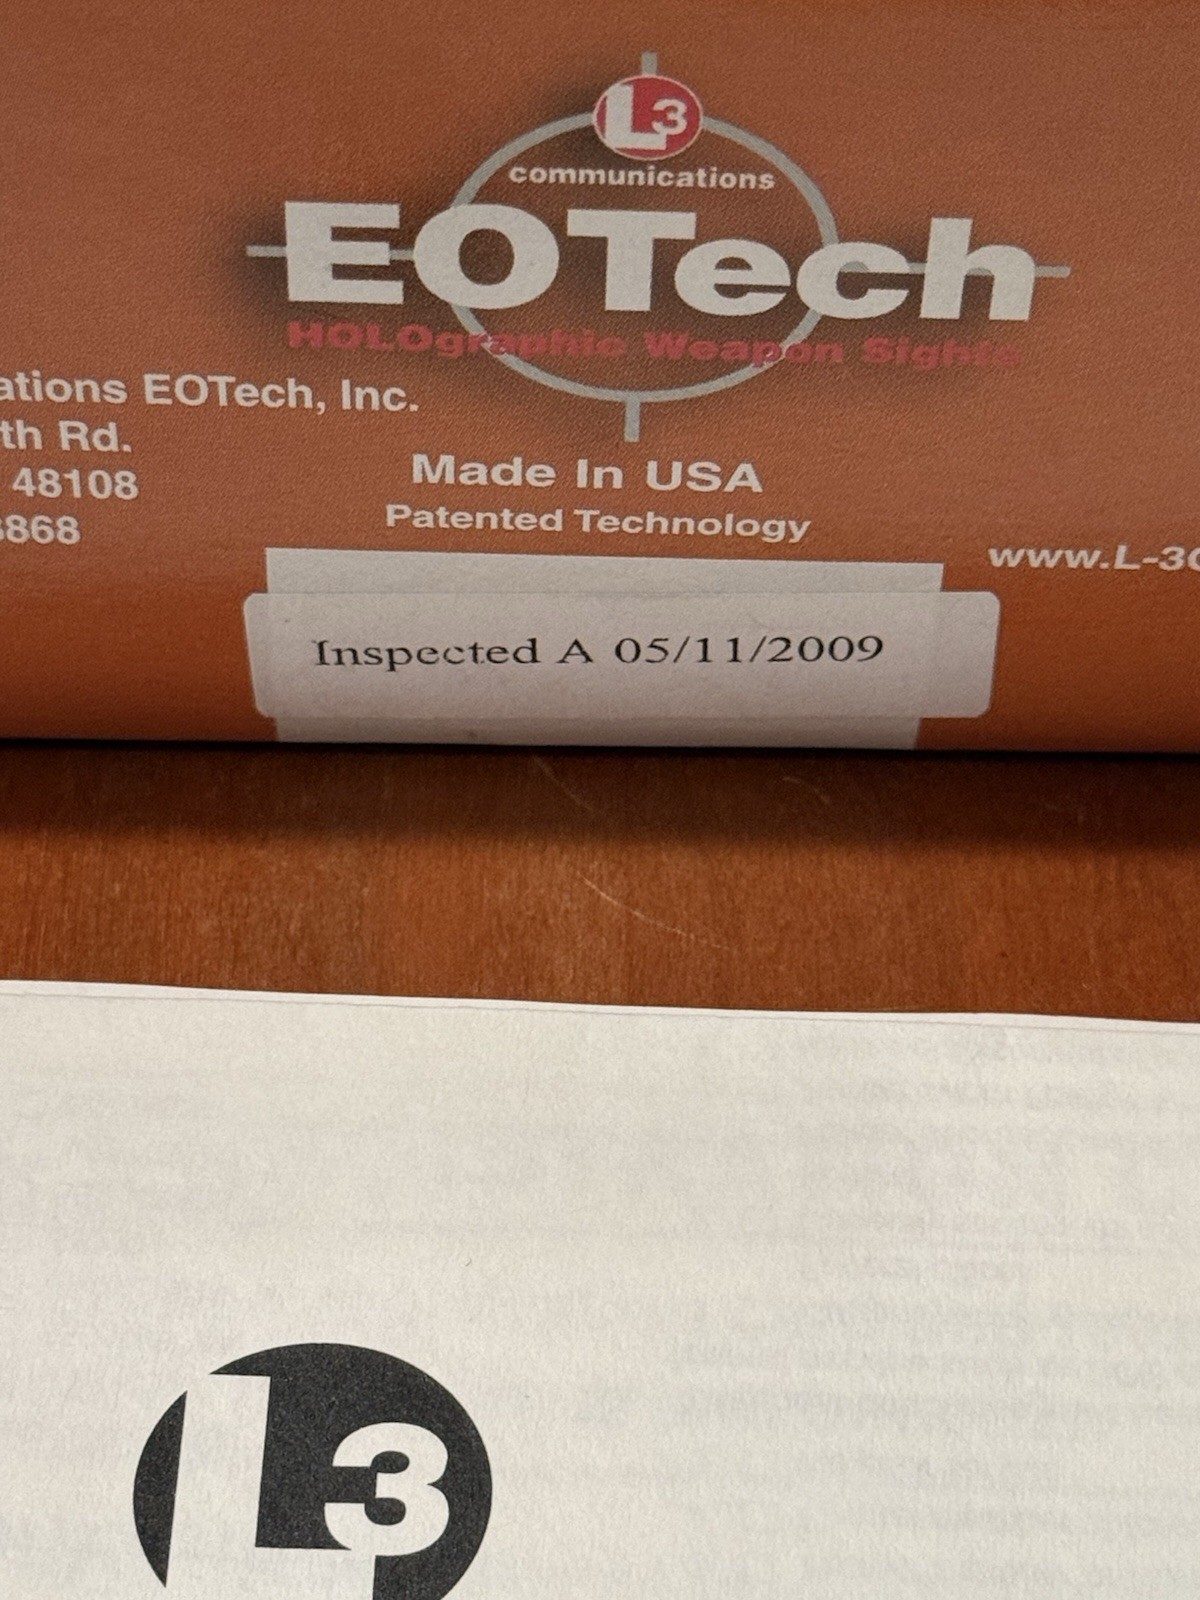 L3
communications
EOTech
HOLOgraphic Weapon Sights
ations EOTech, Inc.
th Rd.
48108
868
Made In USA
Patented Technology
www.L-3
Inspected A 05/11/2009
L3